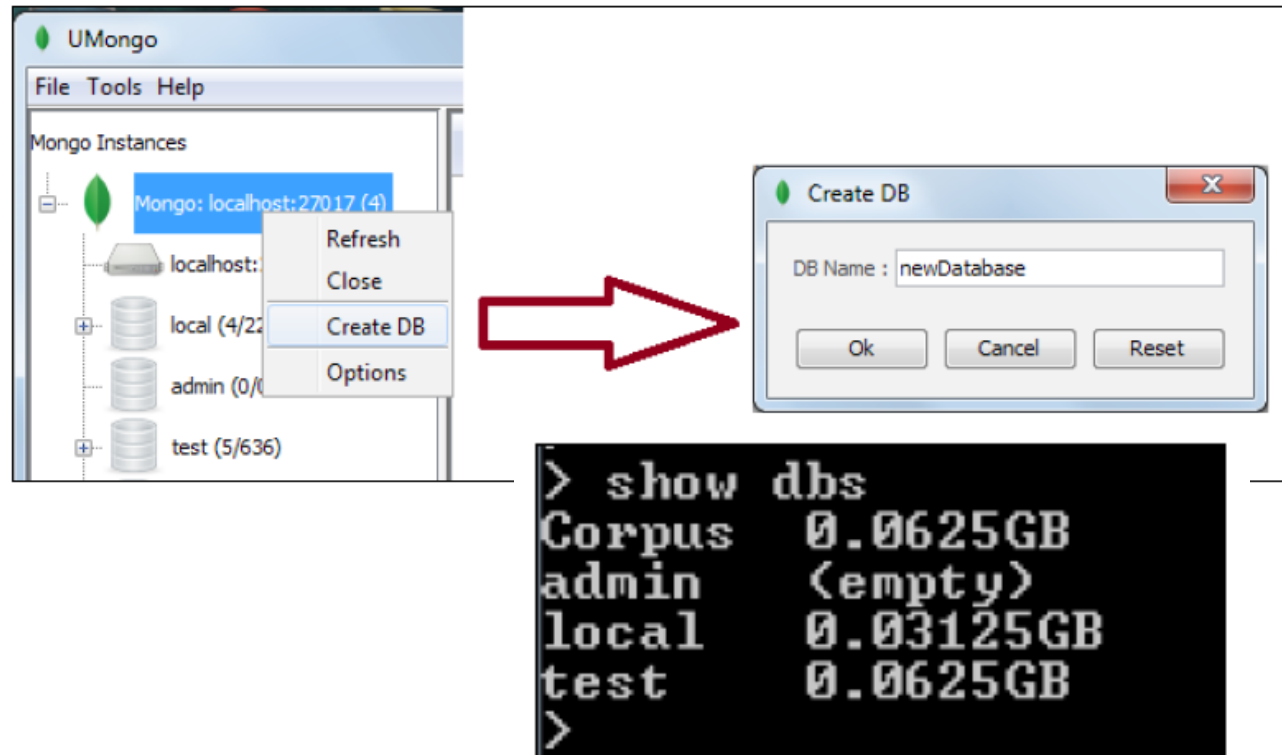 UMongo
File Tools Help
Mongo Instances
Mongo: localhost:27017 (4)
localhost:
local (4/22
admin (0/
test (5/636)
Refresh
Close
Create DB
Options
Create DB
DB Name : newDatabase
Ok Cancel Reset
> show dbs
Corpus 0.0625GB
admin (empty)
local 0.03125GB
test 0.0625GB
>